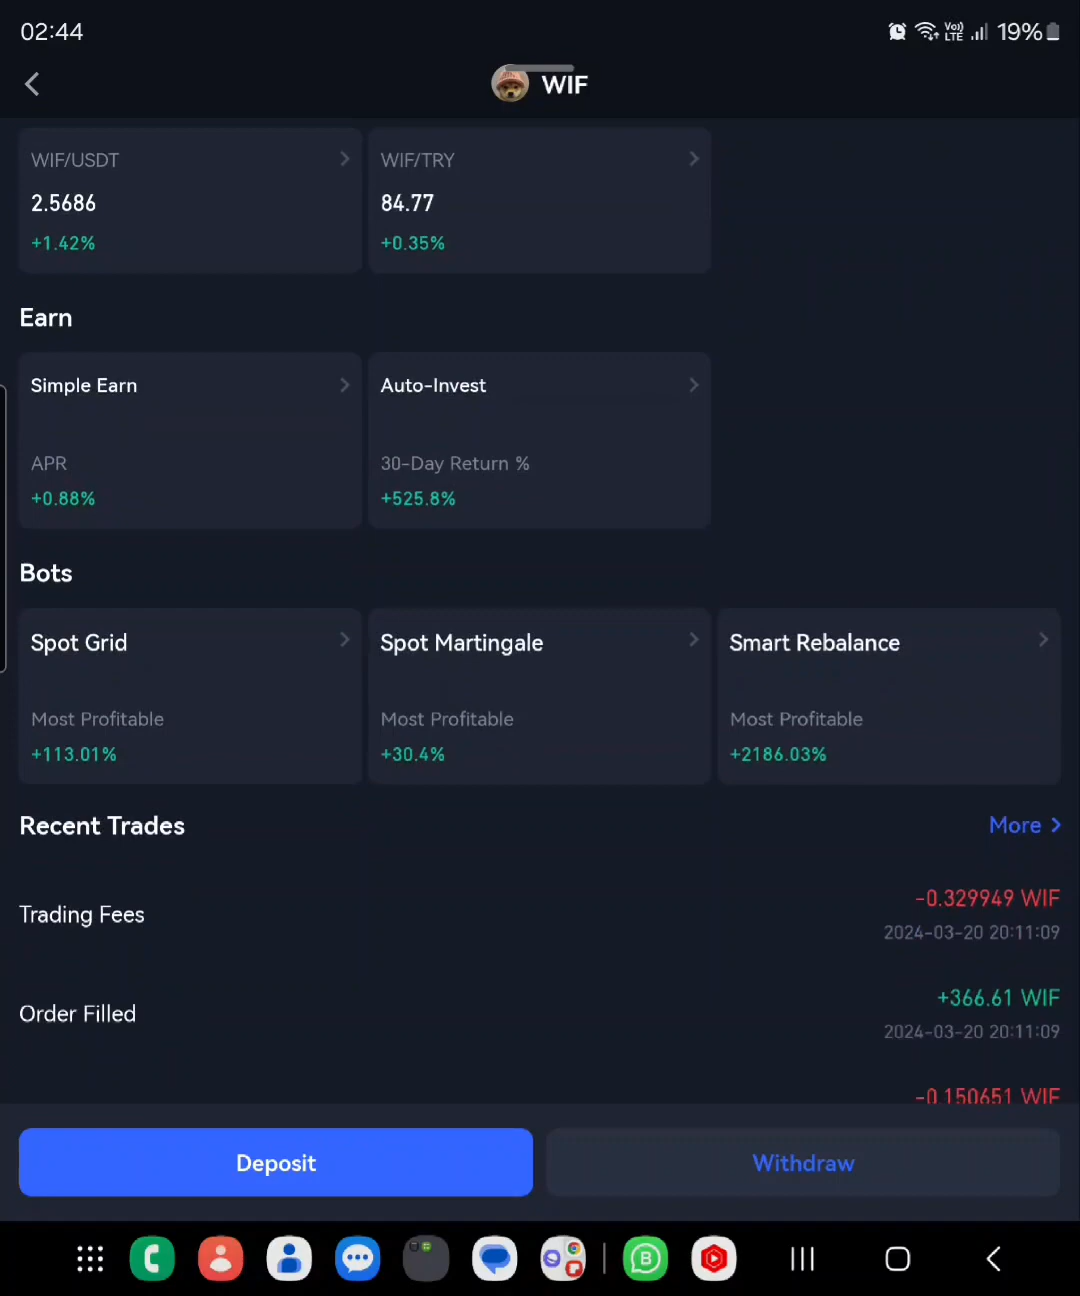 02:44
Vo)) LTE 19%
WIF
WIF/USDT
2.5686
+1.42%
WIF/TRY
84.77
+0.35%
Earn
Simple Earn
APR
+0.88%
Auto-Invest
30-Day Return %
+525.8%
Bots
Spot Grid
Most Profitable
+113.01%
Spot Martingale
Most Profitable
+30.4%
Smart Rebalance
Most Profitable
+2186.03%
Recent Trades
More
Trading Fees
-0.329949 WIF
2024-03-20 20:11:09
Order Filled
+366.61 WIF
2024-03-20 20:11:09
-0.150651 WIF
Deposit
Withdraw
B